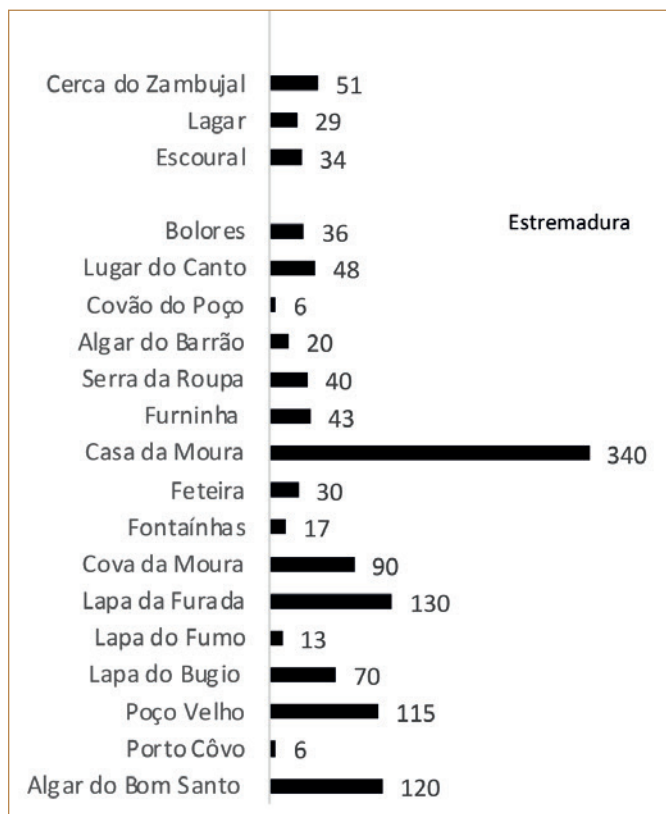 Cerca do Zambujal 51
Lagar 29
Escoural 34
Estremadura
Bolores 36
Lugar do Canto 48
Covão do Poço 6
Algar do Barrão 20
Serra da Roupa 40
Furninha 43
Casa da Moura 340
Feteira 30
Fontaínhas 17
Cova da Moura 90
Lapa da Furada 130
Lapa do Fumo 13
Lapa do Bugio 70
Poço Velho 115
Porto Côvo 6
Algar do Bom Santo 120